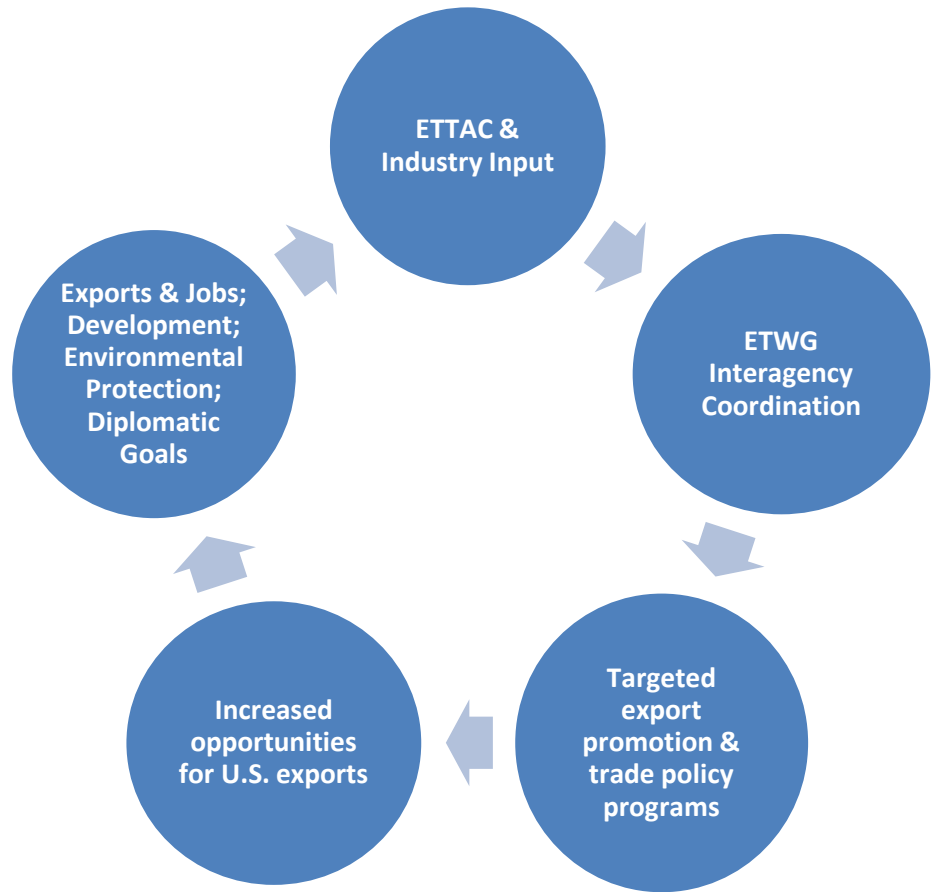 ETTAC &
Industry Input
ETWG
Interagency
Coordination
Targeted
export
promotion &
trade policy
programs
Increased
opportunities
for U.S. exports
Exports & Jobs;
Development;
Environmental
Protection;
Diplomatic
Goals